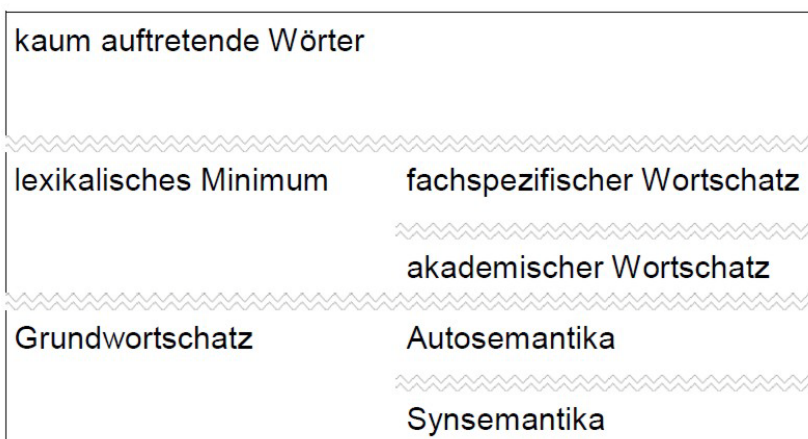 kaum auftretende Wörter
lexikalisches Minimum fachspezifischer Wortschatz
akademischer Wortschatz
Grundwortschatz Autosemantika
Synsemantika